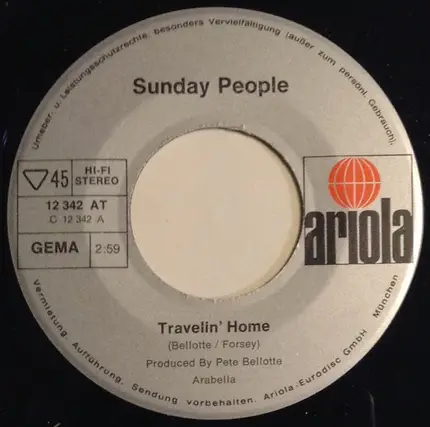 Urheber- u. Leistungsschutzrechte, besonders Vervielfältigung (außer zum persönl. Gebrauch),
Sunday People
45
HI-FI
STEREO
12 342 AT
C 12 342 A
GEMA 2:59
ariola
Travelin' Home
(Bellotte / Forsey)
Produced By Pete Bellotte
Arabella
Vermietung, Aufführung, Sendung vorbehalten. Ariola-Eurodisc GmbH München